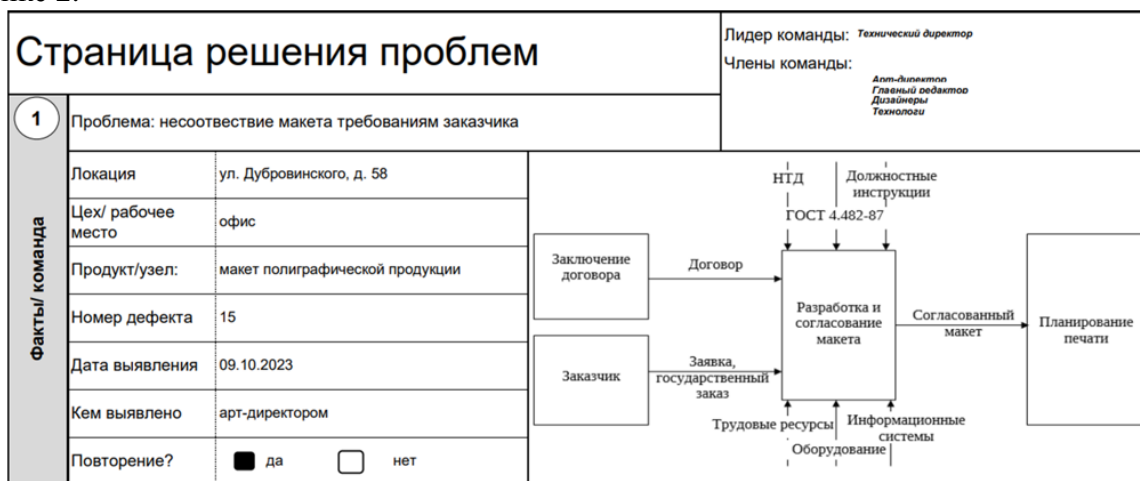 Страница решения проблем
Лидер команды: Технический директор
Члены команды:
Арт-директор
Главный редактор
Дизайнеры
Технологи
1
Проблема: несоотвествие макета требованиям заказчика
Факты/ команда
Локация
ул. Дубровинского, д. 58
Цех/ рабочее
место
офис
Продукт/узел:
макет полиграфической продукции
Номер дефекта
15
Дата выявления
09.10.2023
Кем выявлено
арт-директором
Повторение?
да
нет
НТД
Должностные
инструкции
ГОСТ 4.482-87
Заключение
договора
Договор
Разработка и
согласование
макета
Согласованный
макет
Планирование
печати
Заказчик
Заявка,
государственный
заказ
Трудовые ресурсы
Информационные
системы
Оборудование